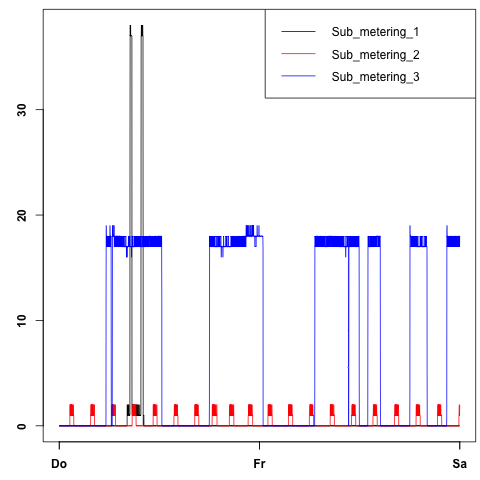 Sub_metering_1
Sub_metering_2
Sub_metering_3
30
20
10
0
Do Fr Sa